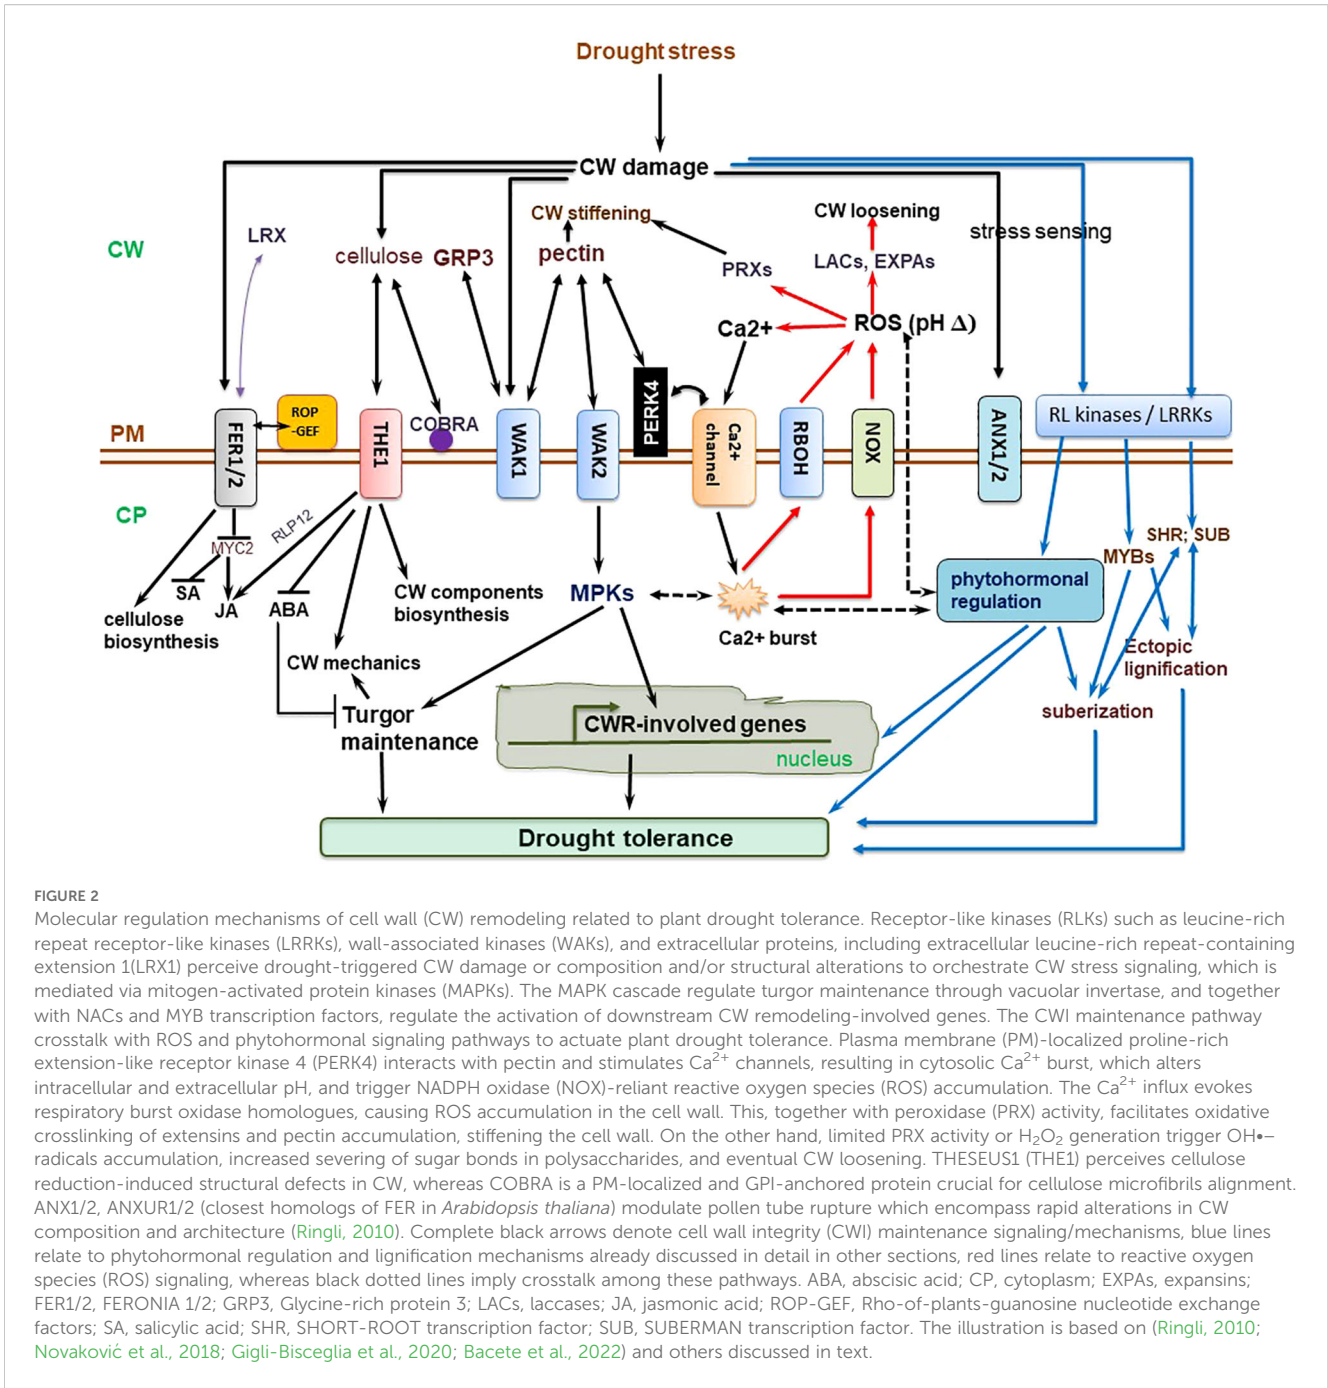 Drought stress
CW damage
CW stiffening
CW loosening
CW
LRX
cellulose
GRP3
pectin
PRXs
LACs, EXPAs
stress sensing
Ca2+
ROS (pH Δ)
PERK4
ROP
-GEF
COBRA
RL kinases / LRRKs
PM
FER1/2
THE1
WAK1
WAK2
Ca2+
channel
RBOH
NOX
ANX1/2
CP
RLP12
MYC2
SHR; SUB
MYBs
SA
JA
ABA
cellulose
biosynthesis
CW components
biosynthesis
MPKs
Ca2+ burst
phytohormonal
regulation
CW mechanics
Ectopic
lignification
Turgor
maintenance
CWR-involved genes
nucleus
suberization
Drought tolerance
FIGURE 2
Molecular regulation mechanisms of cell wall (CW) remodeling related to plant drought tolerance. Receptor-like kinases (RLKs) such as leucine-rich
repeat receptor-like kinases (LRRKs), wall-associated kinases (WAKs), and extracellular proteins, including extracellular leucine-rich repeat-containing
extension 1(LRX1) perceive drought-triggered CW damage or composition and/or structural alterations to orchestrate CW stress signaling, which is
mediated via mitogen-activated protein kinases (MAPKs). The MAPK cascade regulate turgor maintenance through vacuolar invertase, and together
with NACs and MYB transcription factors, regulate the activation of downstream CW remodeling-involved genes. The CWI maintenance pathway
crosstalk with ROS and phytohormonal signaling pathways to actuate plant drought tolerance. Plasma membrane (PM)-localized proline-rich
extension-like receptor kinase 4 (PERK4) interacts with pectin and stimulates Ca²⁺ channels, resulting in cytosolic Ca²⁺ burst, which alters
intracellular and extracellular pH, and trigger NADPH oxidase (NOX)-reliant reactive oxygen species (ROS) accumulation. The Ca²⁺ influx evokes
respiratory burst oxidase homologues, causing ROS accumulation in the cell wall. This, together with peroxidase (PRX) activity, facilitates oxidative
crosslinking of extensins and pectin accumulation, stiffening the cell wall. On the other hand, limited PRX activity or H₂O₂ generation trigger OH•–
radicals accumulation, increased severing of sugar bonds in polysaccharides, and eventual CW loosening. THESEUS1 (THE1) perceives cellulose
reduction-induced structural defects in CW, whereas COBRA is a PM-localized and GPI-anchored protein crucial for cellulose microfibrils alignment.
ANX1/2, ANXUR1/2 (closest homologs of FER in Arabidopsis thaliana) modulate pollen tube rupture which encompass rapid alterations in CW
composition and architecture (Ringli, 2010). Complete black arrows denote cell wall integrity (CWI) maintenance signaling/mechanisms, blue lines
relate to phytohormonal regulation and lignification mechanisms already discussed in detail in other sections, red lines relate to reactive oxygen
species (ROS) signaling, whereas black dotted lines imply crosstalk among these pathways. ABA, abscisic acid; CP, cytoplasm; EXPAs, expansins;
FER1/2, FERONIA 1/2; GRP3, Glycine-rich protein 3; LACs, laccases; JA, jasmonic acid; ROP-GEF, Rho-of-plants-guanosine nucleotide exchange
factors; SA, salicylic acid; SHR, SHORT-ROOT transcription factor; SUB, SUBERMAN transcription factor. The illustration is based on (Ringli, 2010;
Novaković et al., 2018; Gigli-Bisceglia et al., 2020; Bacete et al., 2022) and others discussed in text.